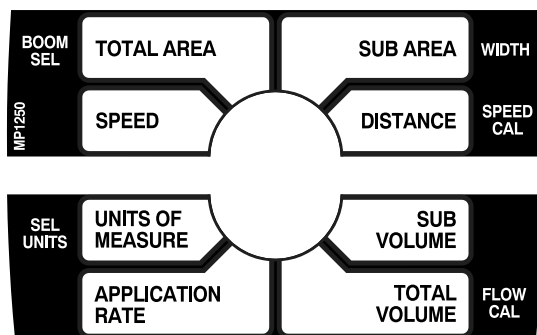 BOOM
SEL
TOTAL AREA
SUB AREA
WIDTH
MP1250
SPEED
DISTANCE
SPEED
CAL
SEL
UNITS
UNITS OF
MEASURE
SUB
VOLUME
APPLICATION
RATE
TOTAL
VOLUME
FLOW
CAL